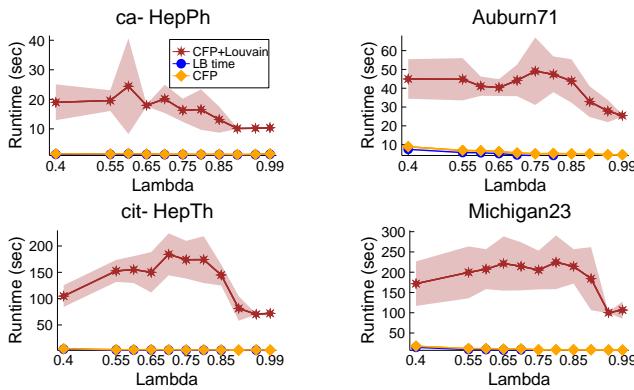 ca- HepPh
Runtime (sec)
40
30
20
10
CFP+Louvain
LB time
CFP
0.4 0.55 0.65 0.75 0.85 0.99
Lambda
Auburn71
Runtime (sec)
60
50
40
30
20
10
0.4 0.55 0.65 0.75 0.85 0.99
Lambda
cit- HepTh
Runtime (sec)
200
150
100
50
0.4 0.55 0.65 0.75 0.85 0.99
Lambda
Michigan23
Runtime (sec)
300
250
200
150
100
50
0.4 0.55 0.65 0.75 0.85 0.99
Lambda